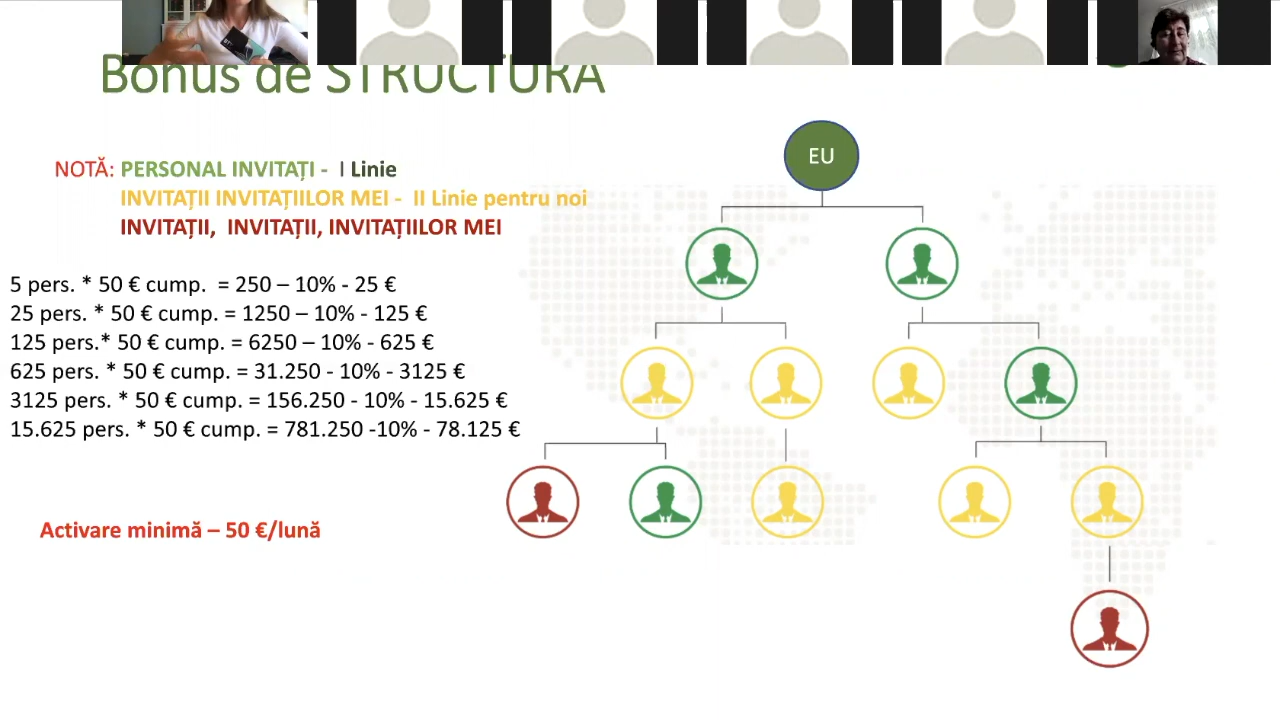 Bonus de STRUCTURA
EU
NOTĂ: PERSONAL INVITAȚI - I Linie
INVITAȚII INVITAȚIILOR MEI - II Linie pentru noi
INVITAȚII, INVITAȚII, INVITAȚIILOR MEI
5 pers. * 50 € cump. = 250 – 10% - 25 €
25 pers. * 50 € cump. = 1250 – 10% - 125 €
125 pers.* 50 € cump. = 6250 – 10% - 625 €
625 pers. * 50 € cump. = 31.250 - 10% - 3125 €
3125 pers. * 50 € cump. = 156.250 - 10% - 15.625 €
15.625 pers. * 50 € cump. = 781.250 -10% - 78.125 €
Activare minimă – 50 €/lună